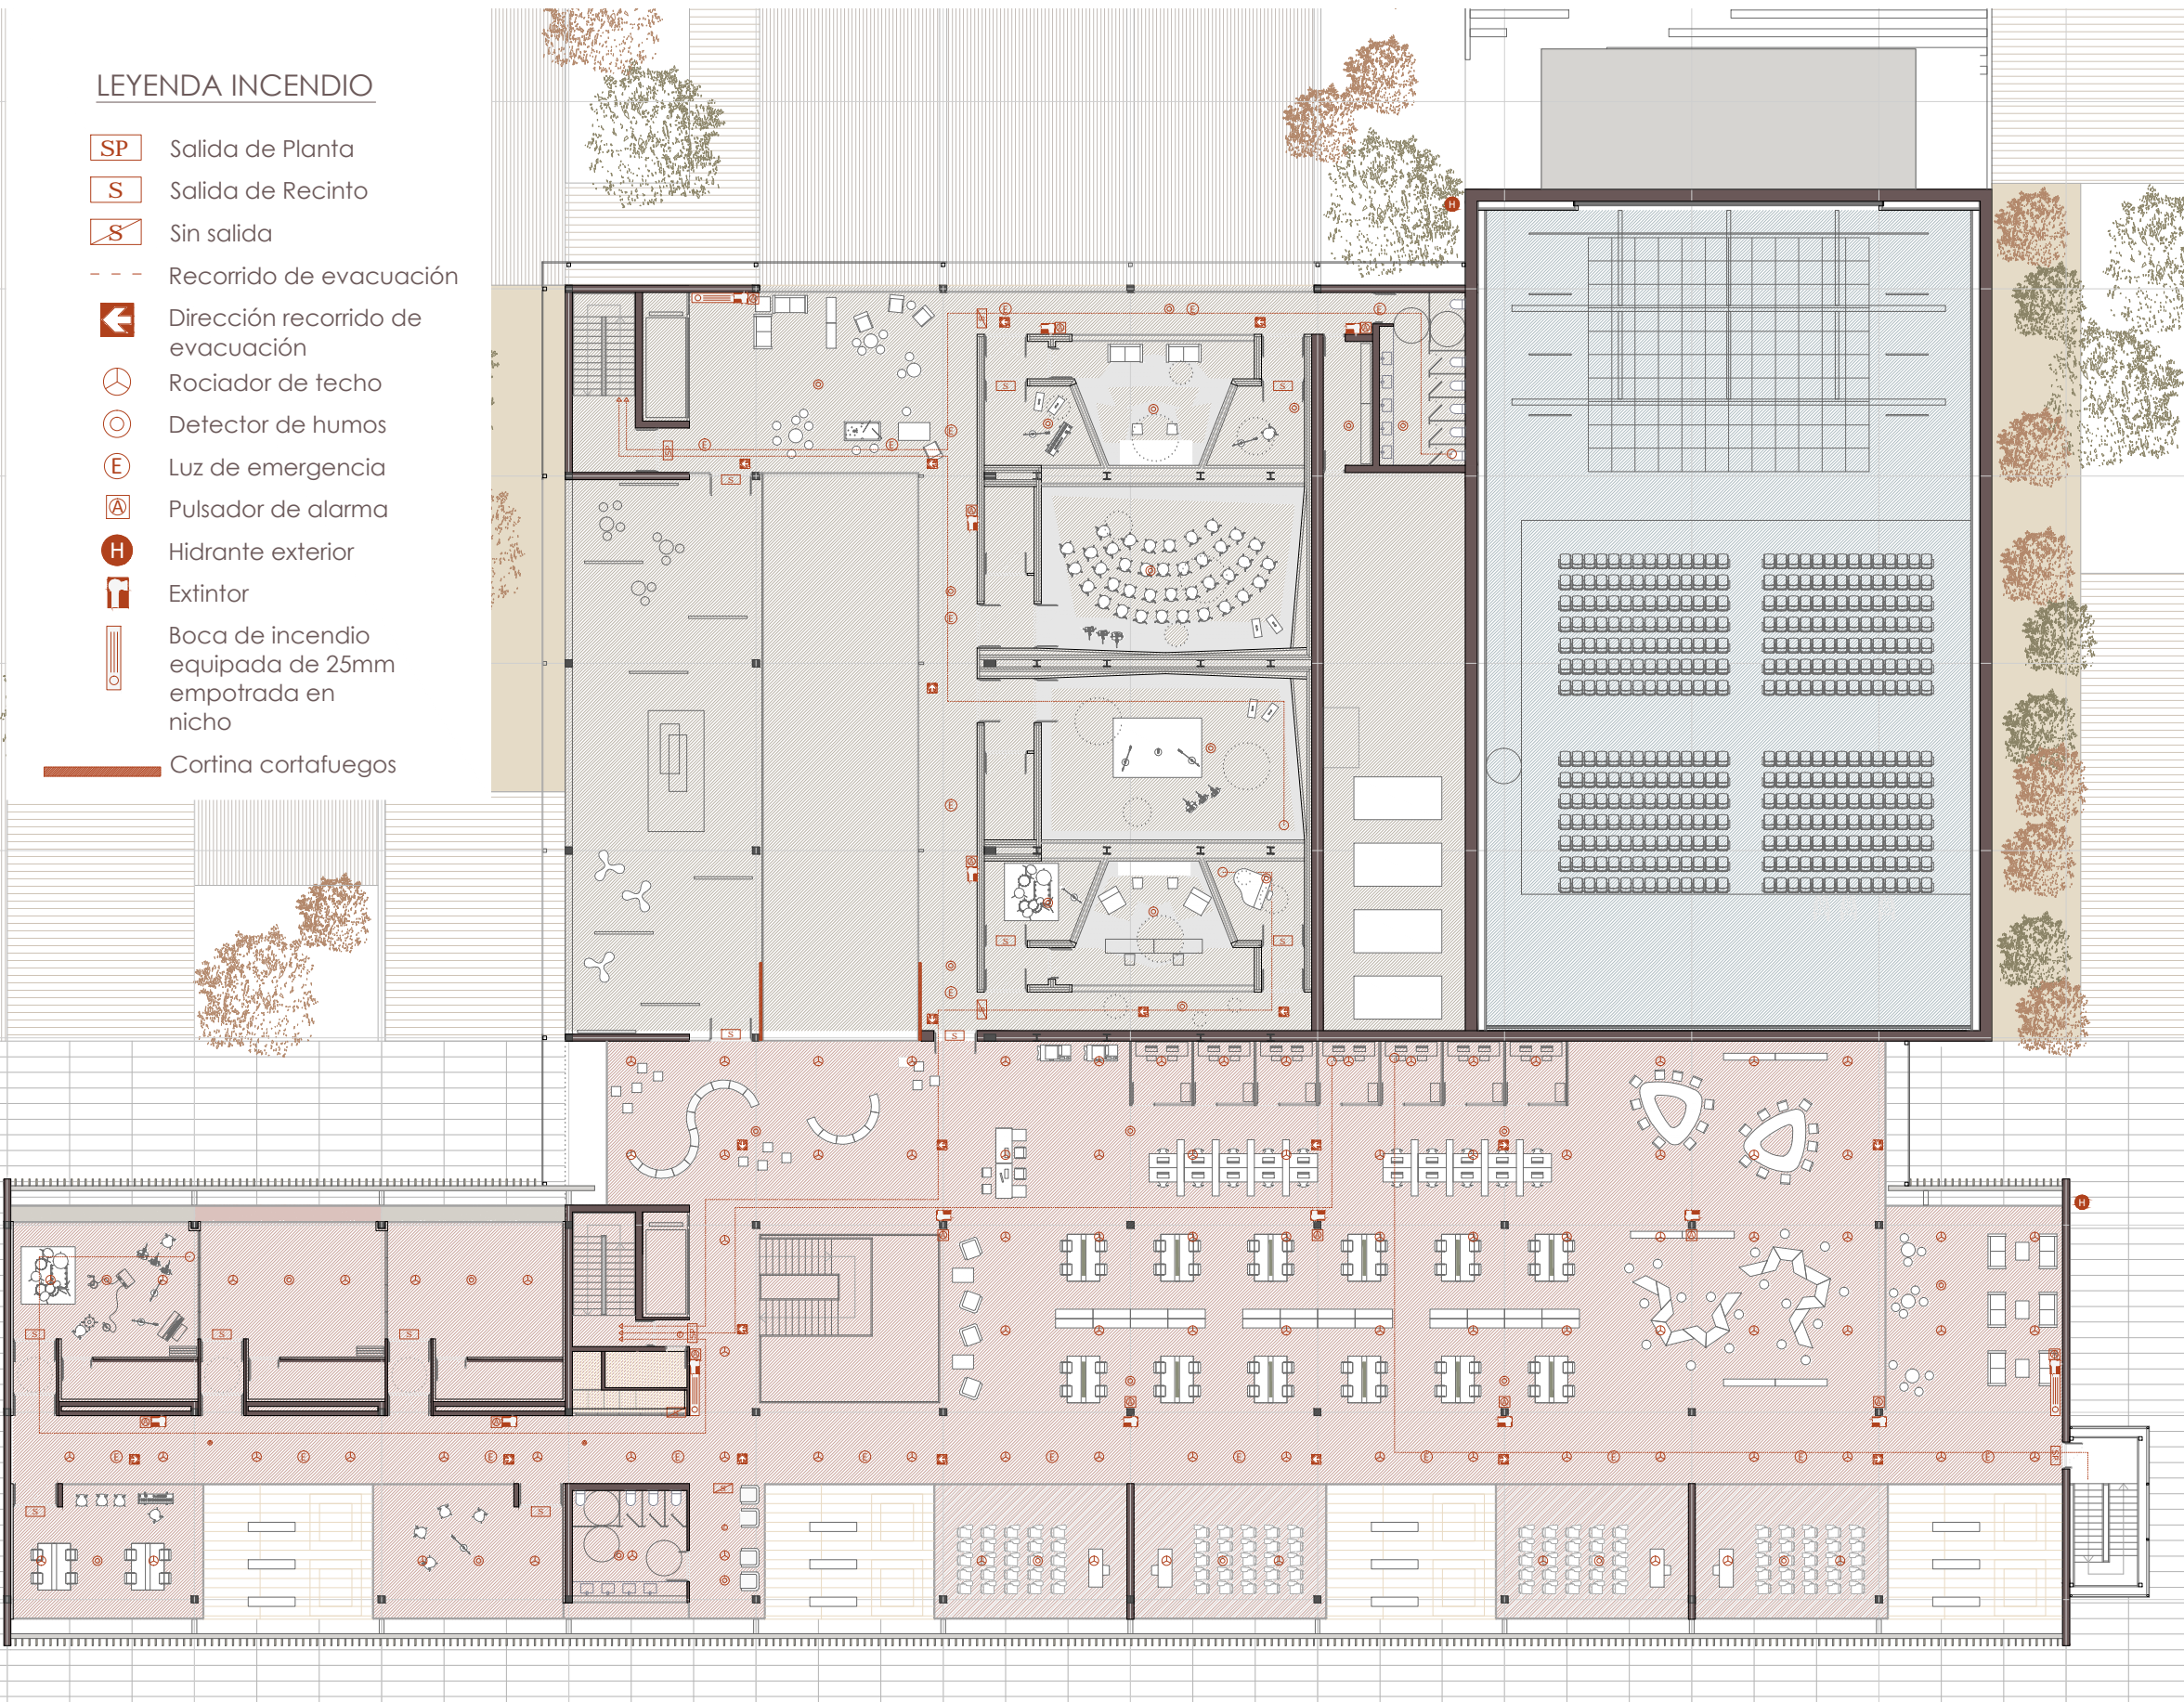 LEYENDA INCENDIO
SP Salida de Planta
S Salida de Recinto
S Sin salida
Recorrido de evacuación
Dirección recorrido de
evacuación
Rociador de techo
Detector de humos
E Luz de emergencia
A Pulsador de alarma
H Hidrante exterior
Extintor
Boca de incendio
equipada de 25mm
empotrada en
nicho
Cortina cortafuegos